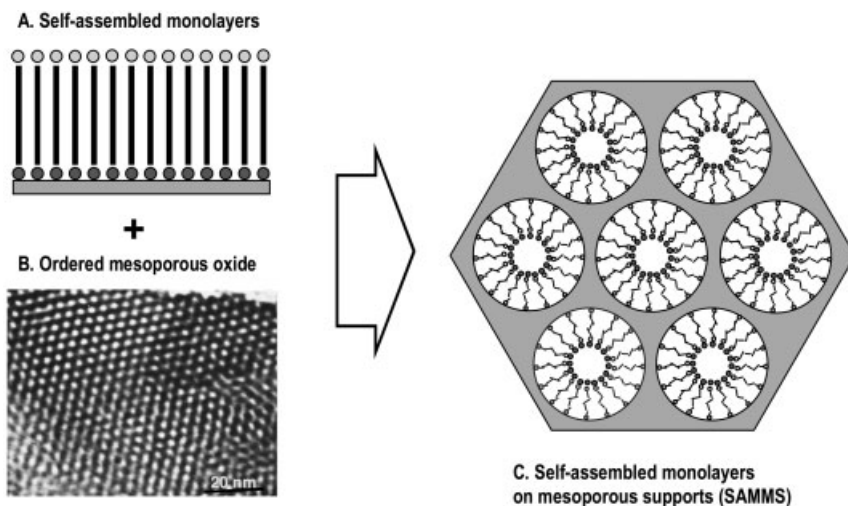 A. Self-assembled monolayers
+
B. Ordered mesoporous oxide
20 nm
C. Self-assembled monolayers
on mesoporous supports (SAMMS)